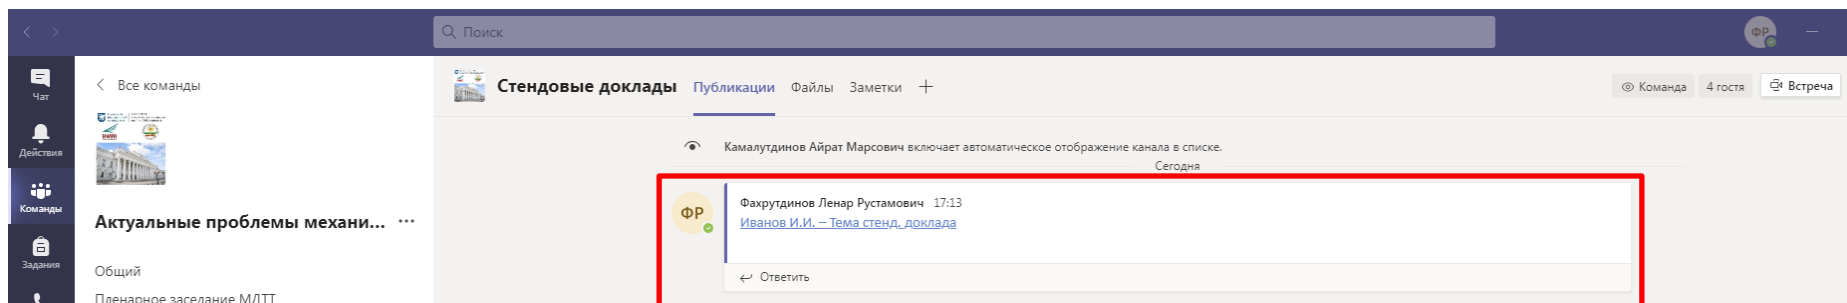 Поиск
ФР
Чат
Действия
Команды
Задания
Все команды
Актуальные проблемы механи... ···
Общий
Пленарное заседание МДТТ
Стендовые доклады Публикации Файлы Заметки +
Команда 4 гостя Встреча
Камалутдинов Айрат Марсович включает автоматическое отображение канала в списке.
Сегодня
ФР
Фахрутдинов Ленар Рустамович 17:13
Иванов И.И. – Тема стенд. доклада
Ответить